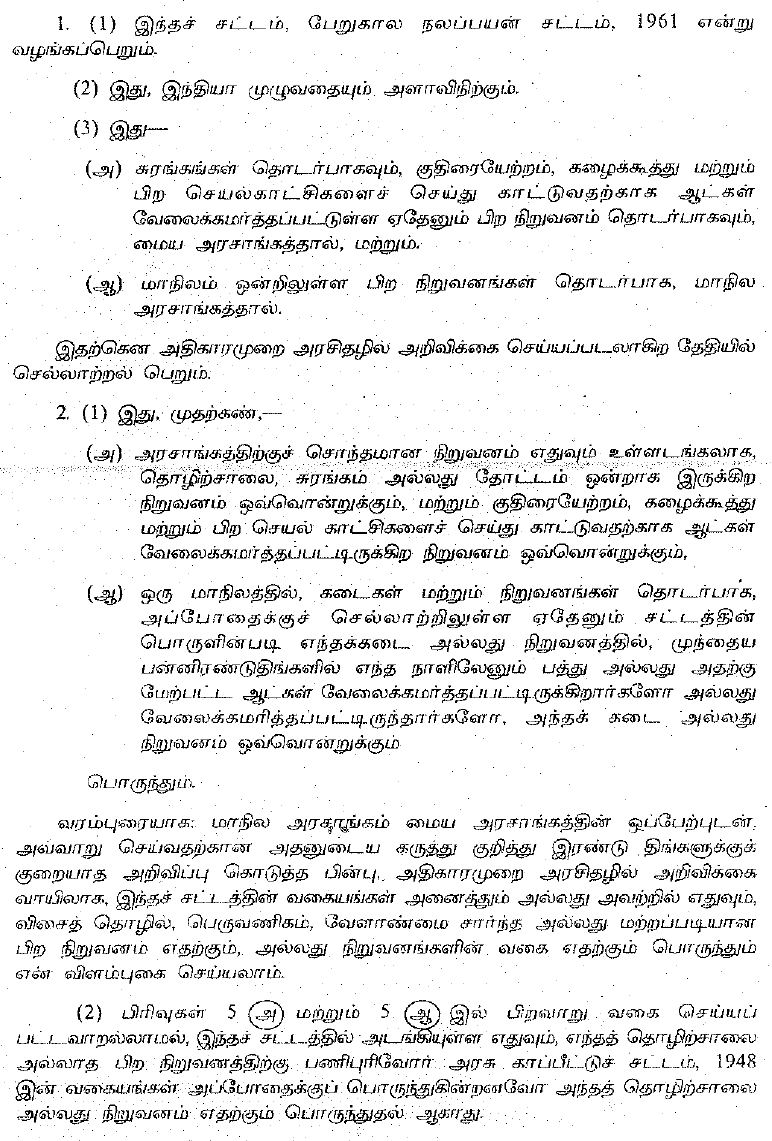 1. (1) இந்தச் சட்டம், பேறுகால நலப்பயன் சட்டம், 1961 என்று
வழங்கப்பெறும்.
(2) இது, இந்தியா முழுவதையும் அளாவிநிற்கும்.
(3) இது—
(அ) சுரங்கங்கள் தொடர்பாகவும், குதிரையேற்றம், கழைக்கூத்து மற்றும்
பிற செயல்காட்சிகளைச் செய்து காட்டுவதற்காக ஆட்கள்
வேலைக்கமர்த்தப்பட்டுள்ள ஏதேனும் பிற நிறுவனம் தொடர்பாகவும்,
மைய அரசாங்கத்தால், மற்றும்.
(ஆ) மாநிலம் ஒன்றிலுள்ள பிற நிறுவனங்கள் தொடர்பாக, மாநில
அரசாங்கத்தால்.
இதற்கென அதிகாரமுறை அரசிதழில் அறிவிக்கை செய்யப்படலாகிற தேதியில்
செல்லாற்றல் பெறும்.
2. (1) இது, முதற்கண்,—
(அ) அரசாங்கத்திற்குச் சொந்தமான நிறுவனம் எதுவும் உள்ளடங்கலாக,
தொழிற்சாலை, சுரங்கம் அல்லது தோட்டம் ஒன்றாக இருக்கிற
நிறுவனம் ஒவ்வொன்றுக்கும், மற்றும் குதிரையேற்றம், கழைக்கூத்து
மற்றும் பிற செயல் காட்சிகளைச் செய்து காட்டுவதற்காக ஆட்கள்
வேலைக்கமர்த்தப்பட்டிருக்கிற நிறுவனம் ஒவ்வொன்றுக்கும்,
(ஆ) ஒரு மாநிலத்தில், கடைகள் மற்றும் நிறுவனங்கள் தொடர்பாக,
அப்போதைக்குச் செல்லாற்றிலுள்ள ஏதேனும் சட்டத்தின்
பொருளின்படி எந்தக்கடை அல்லது நிறுவனத்தில், முந்தைய
பன்னிரண்டுதிங்களில் எந்த நாளிலேனும் பத்து அல்லது அதற்கு
மேற்பட்ட ஆட்கள் வேலைக்கமர்த்தப்பட்டிருக்கிறார்களோ அல்லது
வேலைக்கமரித்தப்பட்டிருந்தார்களோ, அந்தக் கடை அல்லது
நிறுவனம் ஒவ்வொன்றுக்கும்
பொருந்தும்.
வரம்புரையாக: மாநில அரசாங்கம் மைய அரசாங்கத்தின் ஒப்பேற்புடன்,
அவ்வாறு செய்வதற்கான அதனுடைய கருத்து குறித்து இரண்டு திங்களுக்குக்
குறையாத அறிவிப்பு கொடுத்த பின்பு, அதிகாரமுறை அரசிதழில் அறிவிக்கை
வாயிலாக, இந்தச் சட்டத்தின் வகையங்கள் அனைத்தும் அல்லது அவற்றில் எதுவும்,
விசைத் தொழில், பெருவணிகம், வேளாண்மை சார்ந்த அல்லது மற்றப்படியான
பிற நிறுவனம் எதற்கும், அல்லது நிறுவனங்களின் வகை எதற்கும் பொருந்தும்
என விளம்புகை செய்யலாம்.
(2) பிரிவுகள் 5 (அ) மற்றும் 5 (ஆ) இல் பிறவாறு வகை செய்யப்
பட்டவாறல்லாமல், இந்தச் சட்டத்தில் அடங்கியுள்ள எதுவும், எந்தத் தொழிற்சாலை
அல்லாத பிற நிறுவனத்திற்கு பணிபுரிவோர் அரசு காப்பீட்டுச் சட்டம், 1948
இன் வகையங்கள் அப்போதைக்குப் பொருந்துகின்றனவோ அந்தத் தொழிற்சாலை
அல்லது நிறுவனம் எதற்கும் பொருந்துதல் ஆகாது.